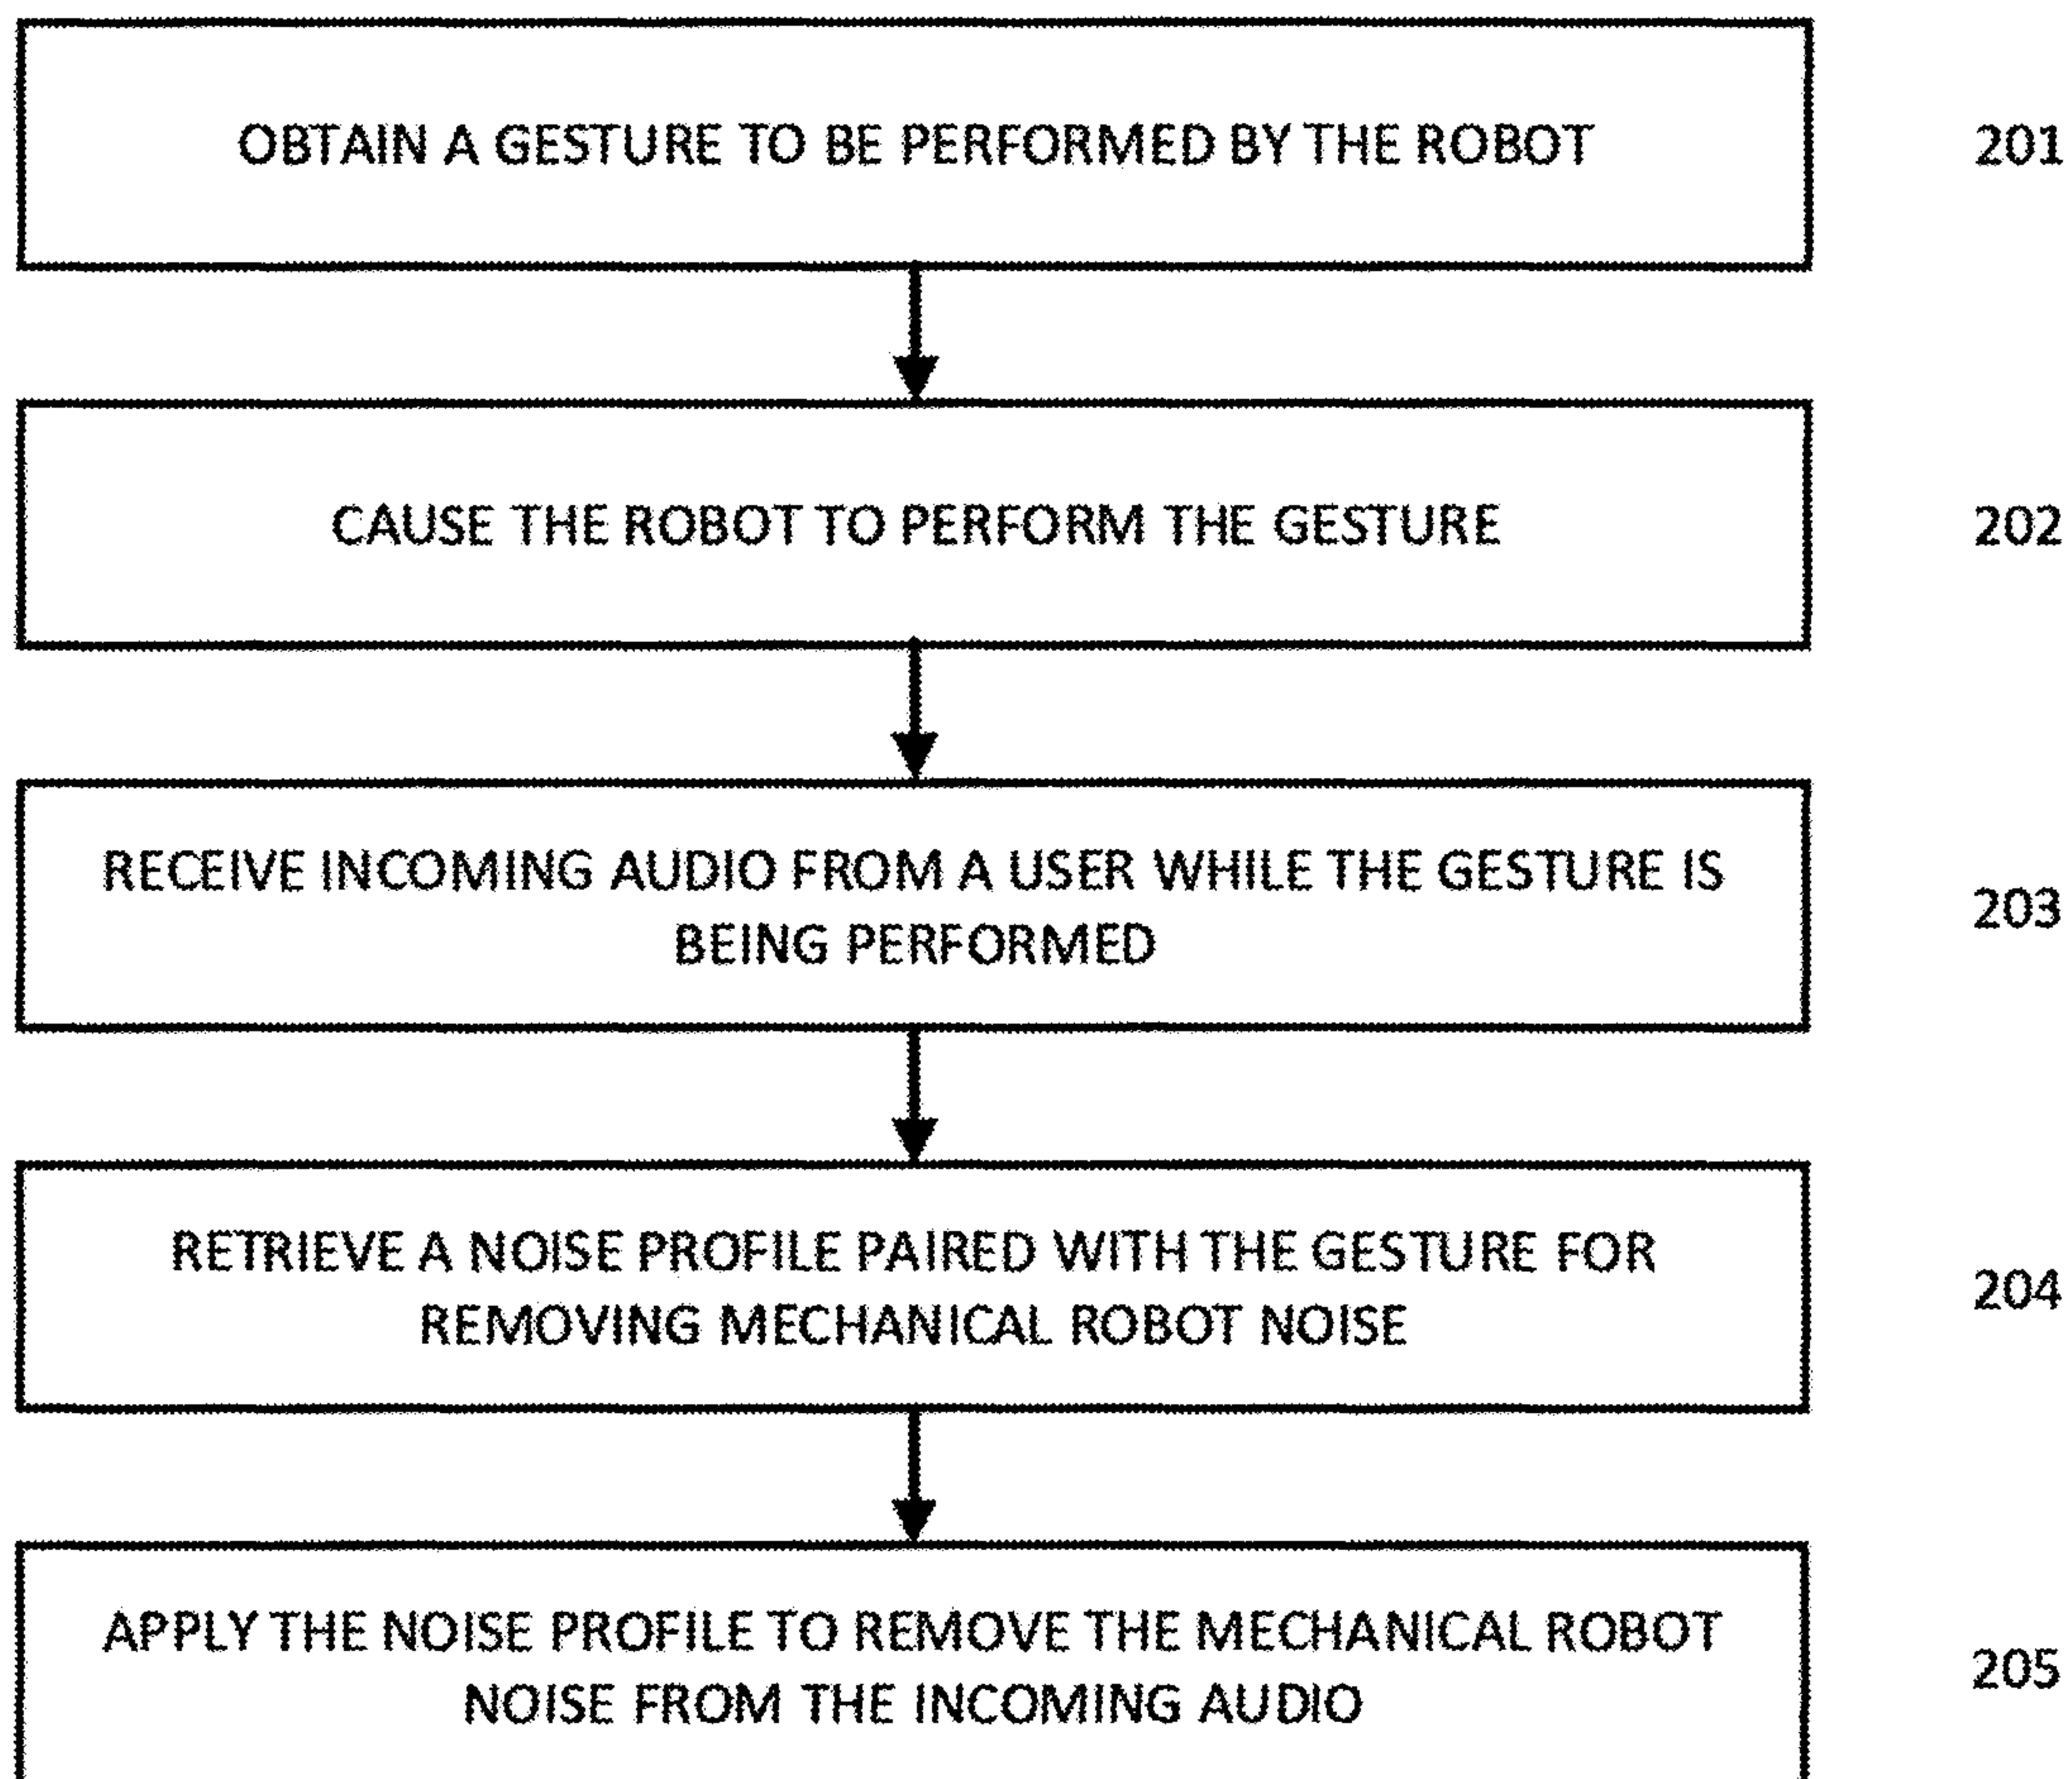 OBTAIN A GESTURE TO BE PERFORMED BY THE ROBOT
201
CAUSE THE ROBOT TO PERFORM THE GESTURE
202
RECEIVE INCOMING AUDIO FROM A USER WHILE THE GESTURE IS
BEING PERFORMED
203
RETRIEVE A NOISE PROFILE PAIRED WITH THE GESTURE FOR
REMOVING MECHANICAL ROBOT NOISE
204
APPLY THE NOISE PROFILE TO REMOVE THE MECHANICAL ROBOT
NOISE FROM THE INCOMING AUDIO
205